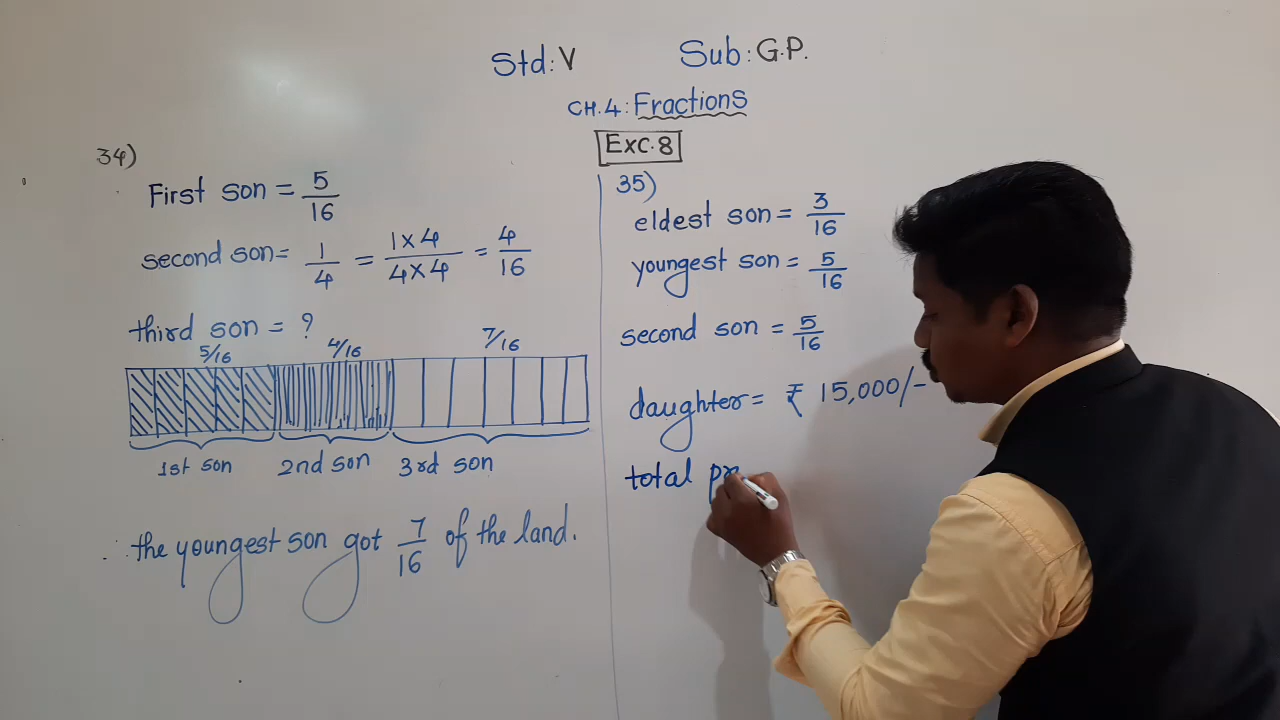 Std: V Sub: G.P.
CH.4: Fractions
Exc.8
34)
First son = 5/16
second son = 1/4 = 1×4/4×4 = 4/16
third son = ?
5/16 4/16 7/16
1st son 2nd son 3rd son
the youngest son got 7/16 of the land.
35)
eldest son = 3/16
youngest son = 5/16
second son = 5/16
daughter = ₹ 15,000/-
total pr